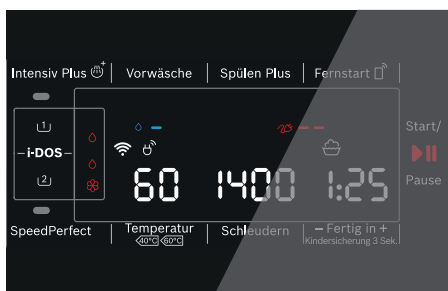 Intensiv Plus Vorwäsche Spülen Plus Fernstart
1
i-DOS
2
60 1400 1:25
Start/
Pause
SpeedPerfect Temperatur Schleudern – Fertig in +
40°C 60°C Kindersicherung 3 Sek.